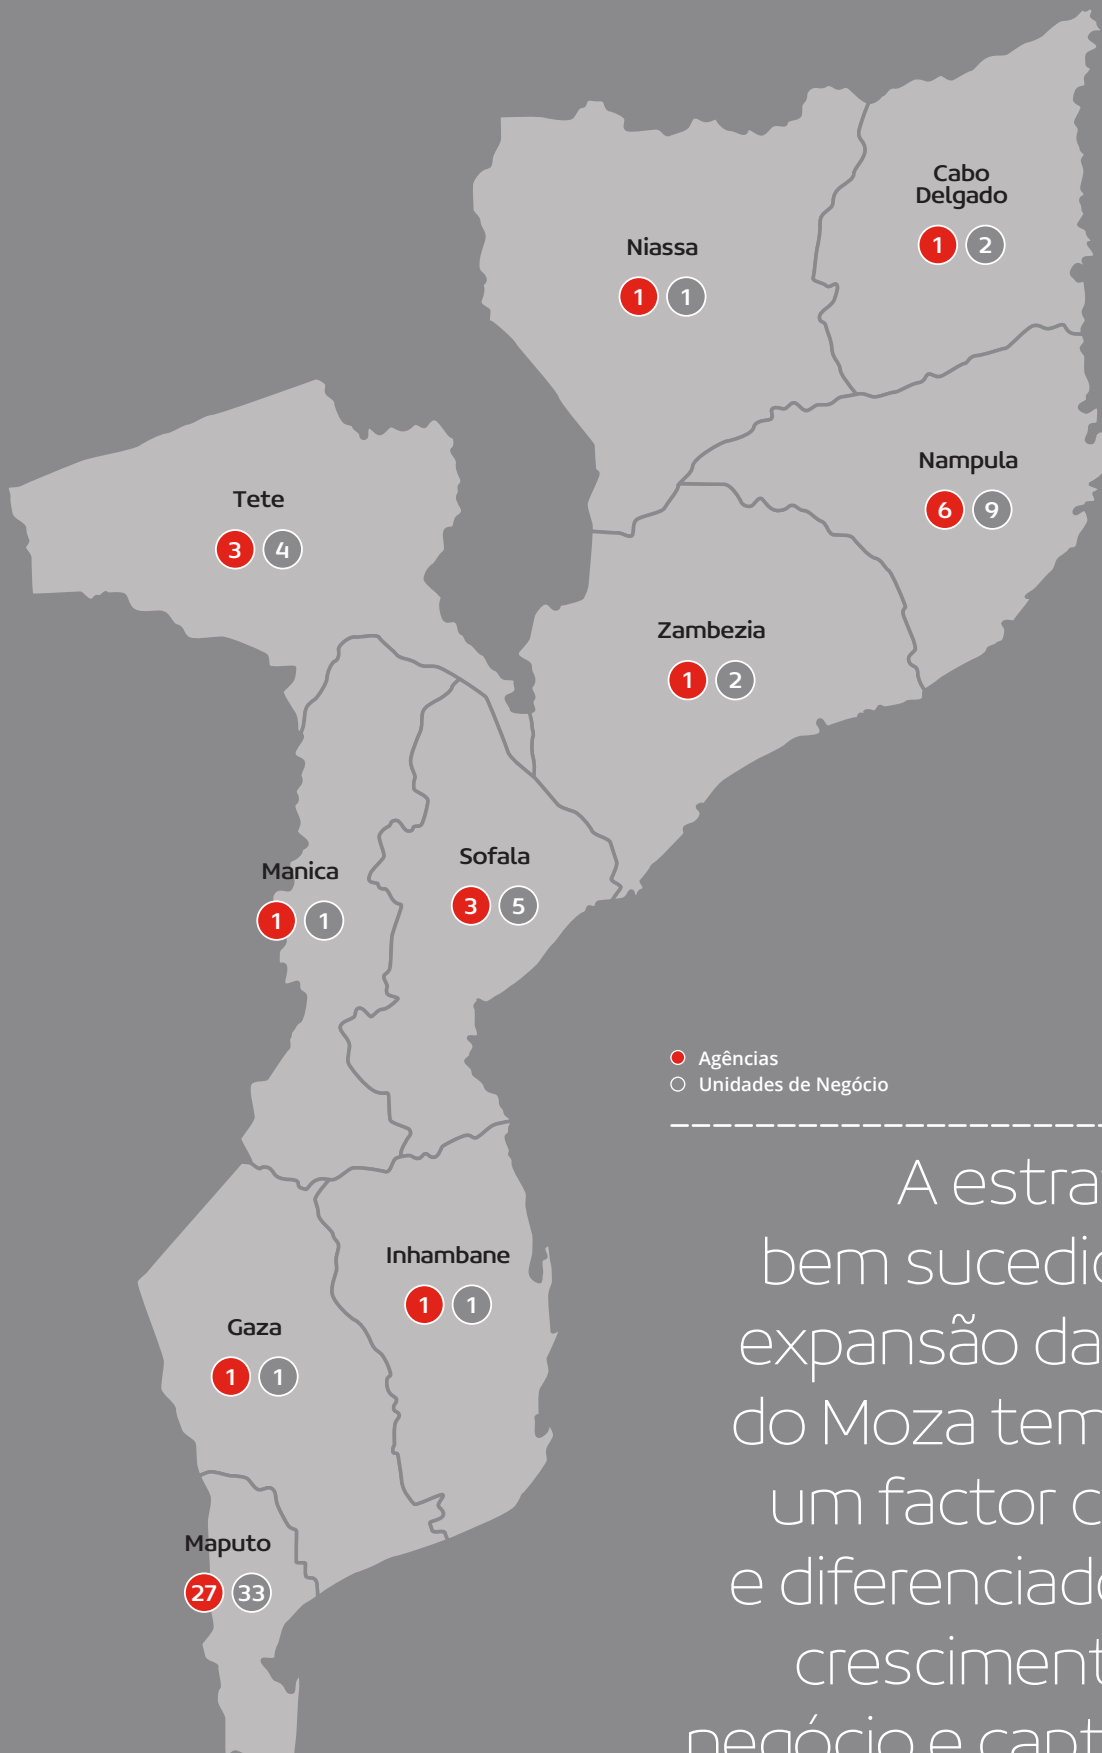 Cabo
Delgado
1 2
Niassa
1 1
Nampula
6 9
Tete
3 4
Zambezia
1 2
Sofala
3 5
Manica
1 1
Agências
Unidades de Negócio
A estra
bem sucedi
expansão da
do Moza tem
um factor c
e diferenciad
cresciment
negócio e capt
Inhambane
1 1
Gaza
1 1
Maputo
27 33